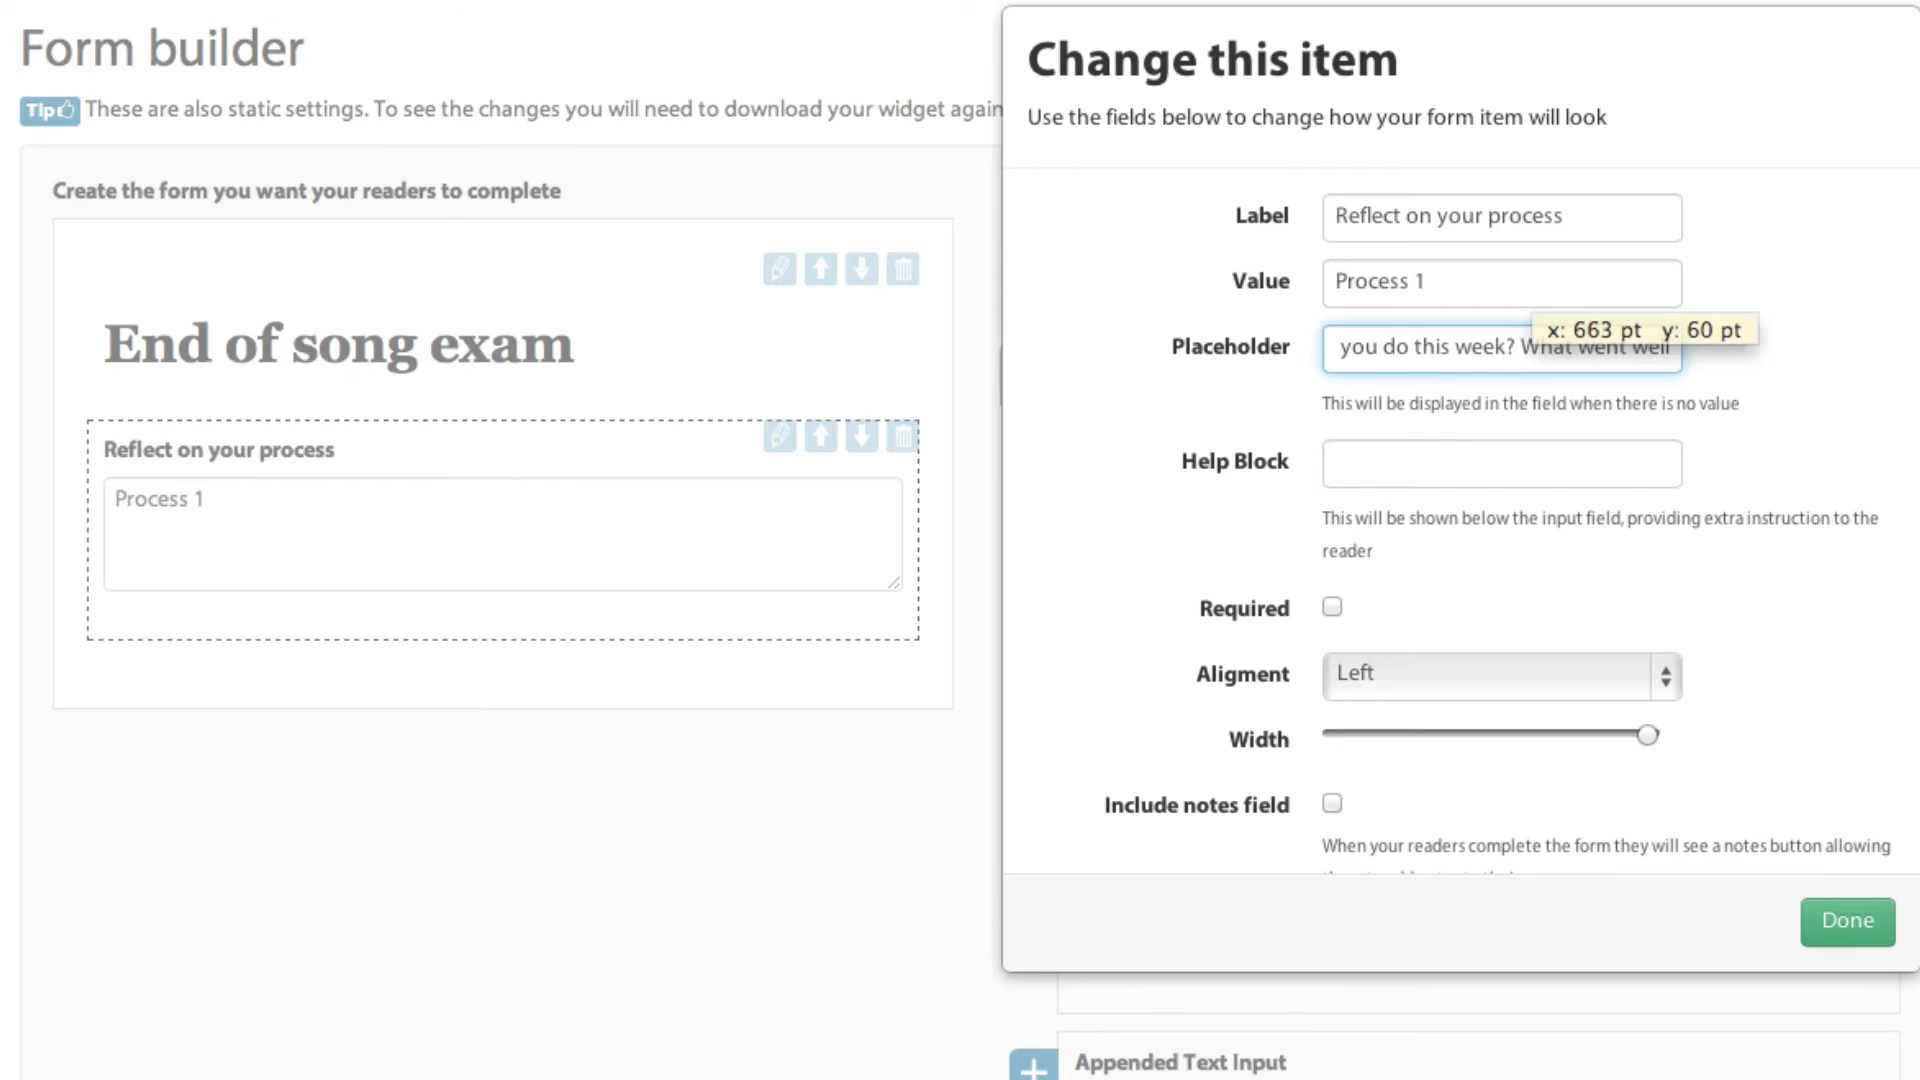 Form builder
Tip These are also static settings. To see the changes you will need to download your widget again
Create the form you want your readers to complete
End of song exam
Reflect on your process
Process 1
Change this item
Use the fields below to change how your form item will look
Label Reflect on your process
Value Process 1
x: 663 pt y: 60 pt
Placeholder you do this week? What went well
This will be displayed in the field when there is no value
Help Block
This will be shown below the input field, providing extra instruction to the
reader
Required
Aligment Left
Width
Include notes field
When your readers complete the form they will see a notes button allowing
Done
Appended Text Input